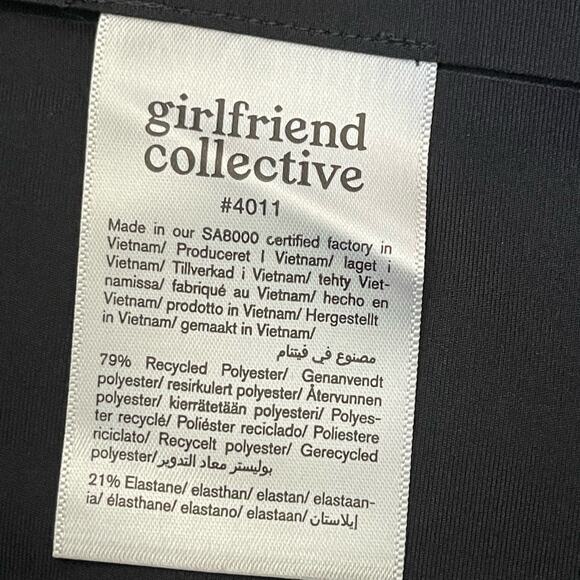 girlfriend
collective
#4011
Made in our SA8000 certified factory in
Vietnam/ Produceret I Vietnam/ laget i
Vietnam/ Tillverkad i Vietnam/ tehty Viet-
namissa/ fabriqué au Vietnam/ hecho en
Vietnam/ prodotto in Vietnam/ Hergestellt
in Vietnam/ gemaakt in Vietnam/
مصنوع في فيتنام
79% Recycled Polyester/ Genanvendt
polyester/ resirkulert polyester/ Återvunnen
polyester/ kierrätetään polyesteri/ Polyes-
ter recyclé/ Poliéster reciclado/ Poliestere
riciclato/ Recycelt polyester/ Gerecycled
polyester/ بوليستر معاد التدوير
21% Elastane/ elasthan/ elastan/ elastaan-
ia/ élasthane/ elastano/ elastaan/ إيلاستان/